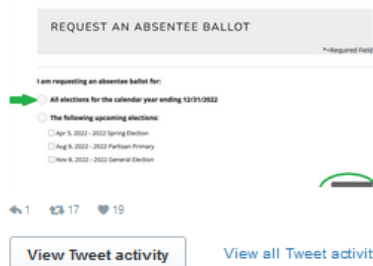 REQUEST AN ABSENTEE BALLOT
*=Required Field
I am requesting an absentee ballot for:
All elections for the calendar year ending 12/31/2022
The following upcoming elections:
Apr 5, 2022 - 2022 Spring Election
Aug 9, 2022 - 2022 Partisan Primary
Nov 8, 2022 - 2022 General Election
1 17 19
View Tweet activity View all Tweet activit